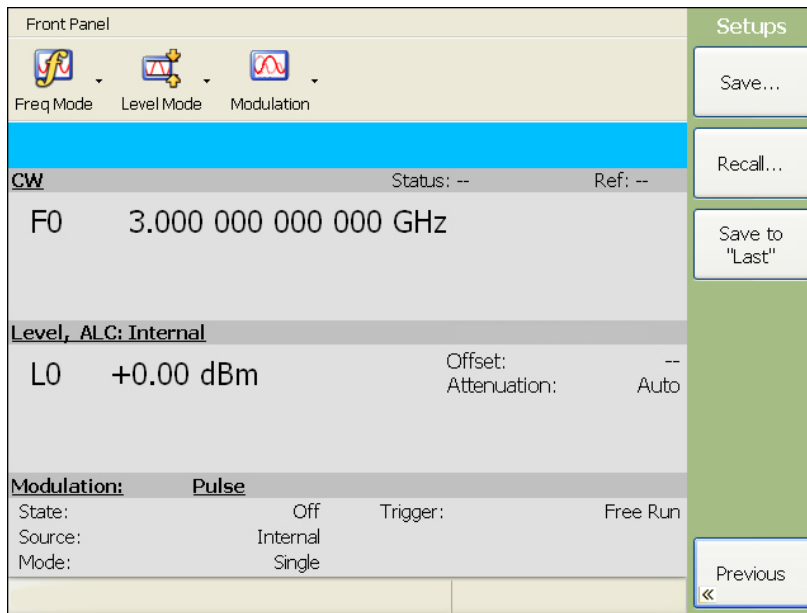 Front Panel
Setups
Freq Mode Level Mode Modulation
Save...
Recall...
Save to
"Last"
CW Status: -- Ref: --
F0 3.000 000 000 000 GHz
Level, ALC: Internal
L0 +0.00 dBm
Offset: --
Attenuation: Auto
Modulation: Pulse
State: Off Trigger: Free Run
Source: Internal
Mode: Single
Previous
«